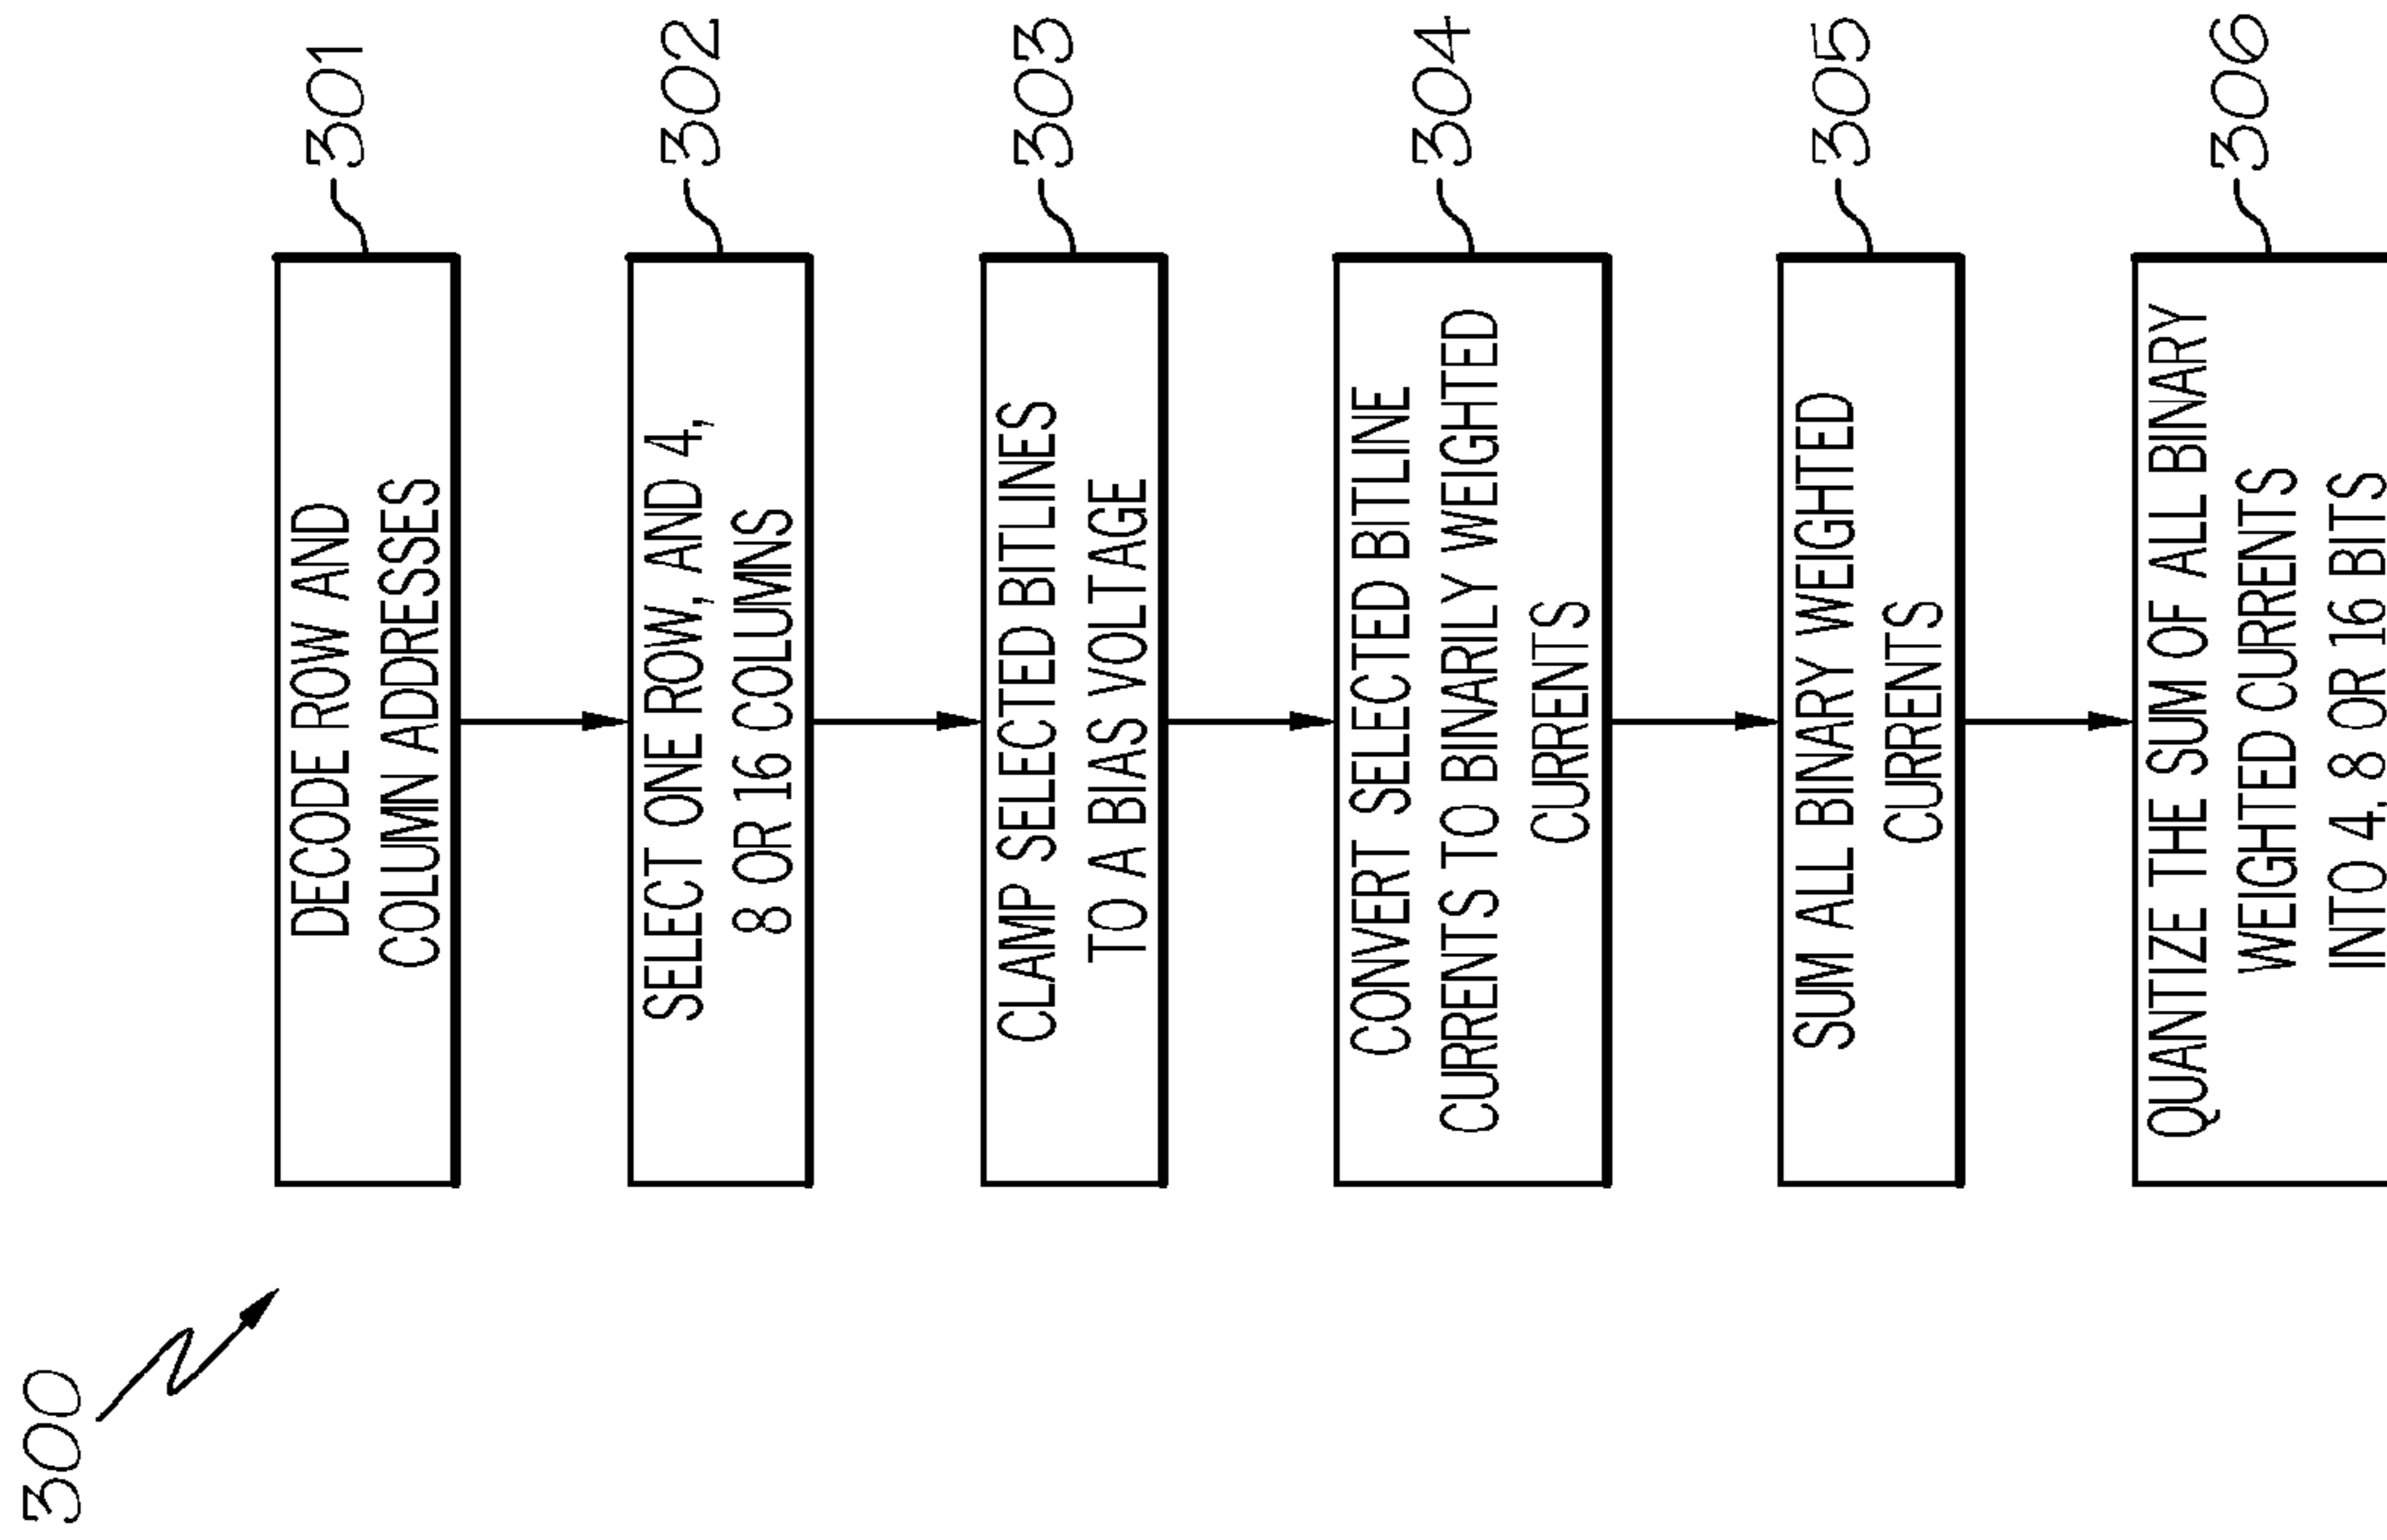 300
DECODE ROW AND
COLUMN ADDRESSES
301
SELECT ONE ROW, AND 4,
8 OR 16 COLUMNS
302
CLAMP SELECTED BITLINES
TO A BIAS VOLTAGE
303
CONVERT SELECTED BITLINE
CURRENTS TO BINARILY WEIGHTED
CURRENTS
304
SUM ALL BINARY WEIGHTED
CURRENTS
305
QUANTIZE THE SUM OF ALL BINARY
WEIGHTED CURRENTS
INTO 4, 8 OR 16 BITS
306